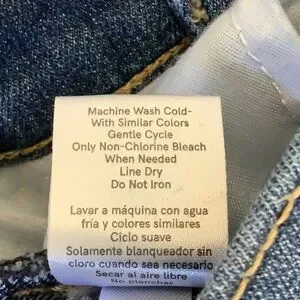 Machine Wash Cold-
With Similar Colors
Gentle Cycle
Only Non-Chlorine Bleach
When Needed
Line Dry
Do Not Iron
Lavar a máquina con agua
fría y colores similares
Ciclo suave
Solamente blanqueador sin
cloro cuando sea necesario
Secar al aire libre
No planchar